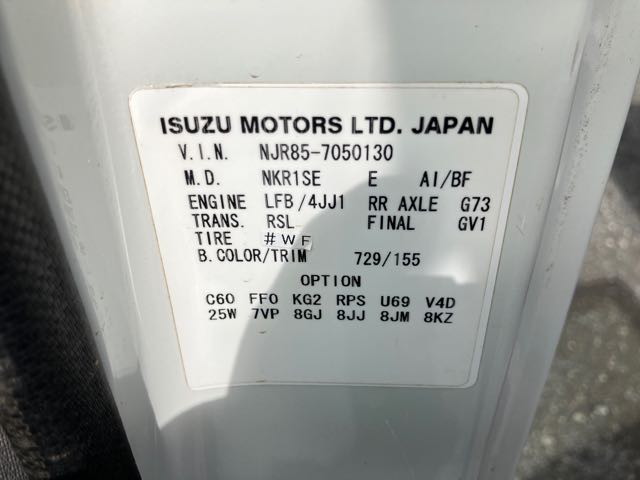 ISUZU MOTORS LTD. JAPAN
V.I.N. NJR85-7050130
M.D. NKR1SE E AI/BF
ENGINE LFB/4JJ1 RR AXLE G73
TRANS. RSL FINAL GV1
TIRE #WF
B.COLOR/TRIM 729/155
OPTION
C60 FF0 KG2 RPS U69 V4D
25W 7VP 8GJ 8JJ 8JM 8KZ